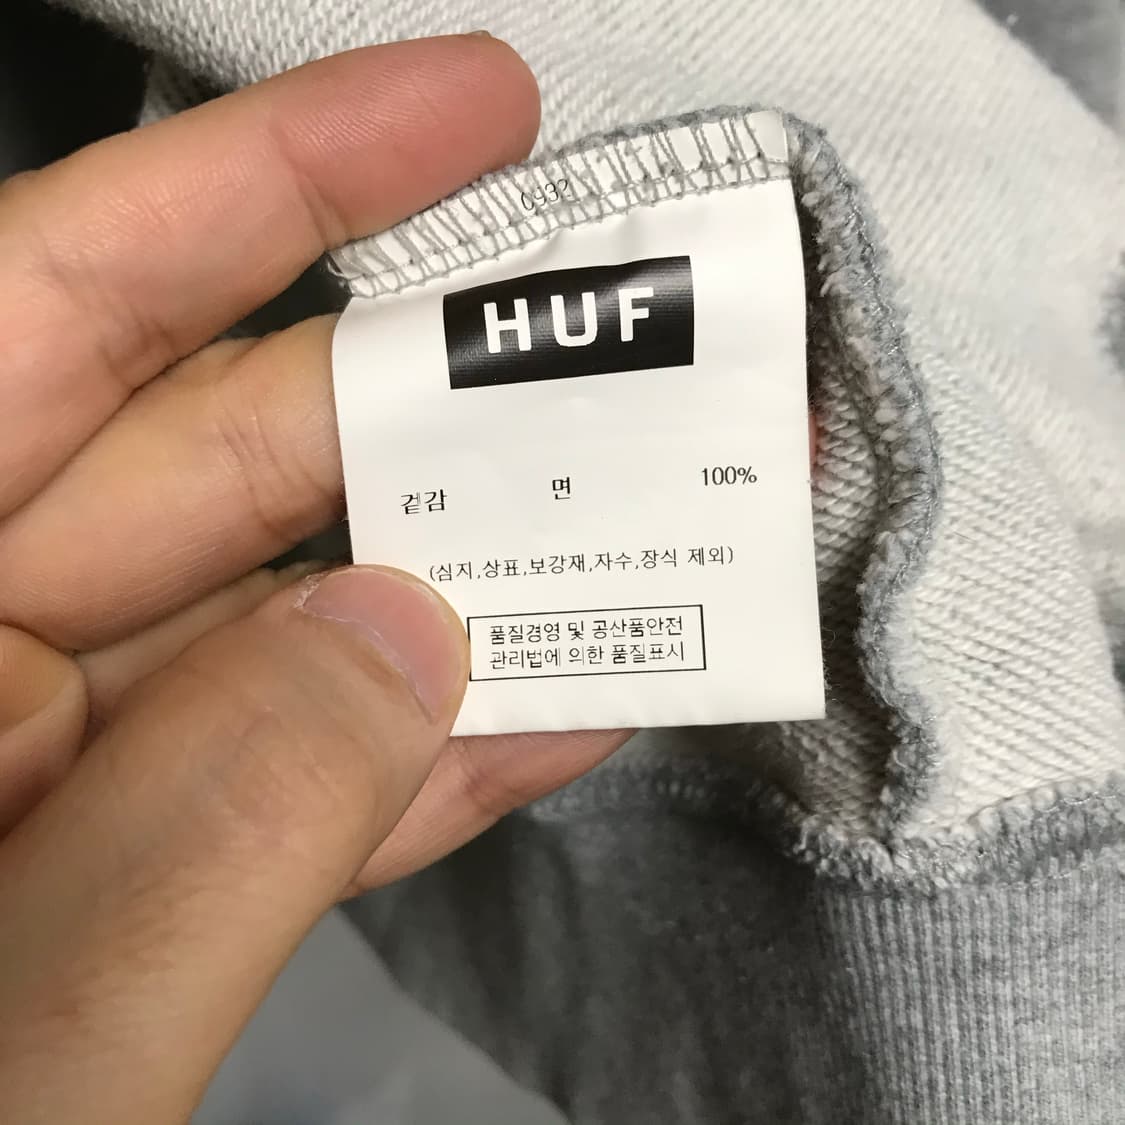 0932
HUF
겉감 면 100%
(심지,상표,보강재,자수,장식 제외)
품질경영 및 공산품안전
관리법에 의한 품질표시